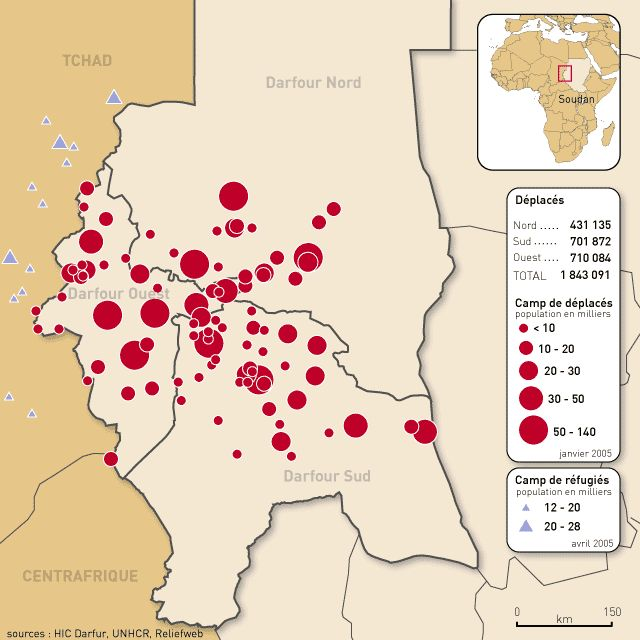 TCHAD
Darfour Nord
Soudan
Déplacés
Nord ..... 431 135
Sud ...... 701 872
Ouest ..... 710 084
TOTAL 1 843 091
Camp de déplacés
population en milliers
< 10
10 - 20
20 - 30
30 - 50
50 - 140
janvier 2005
Darfour Ouest
Darfour Sud
Camp de réfugiés
population en milliers
12 - 20
20 - 28
avril 2005
CENTRAFRIQUE
0 150
km
sources : HIC Darfur, UNHCR, Reliefweb